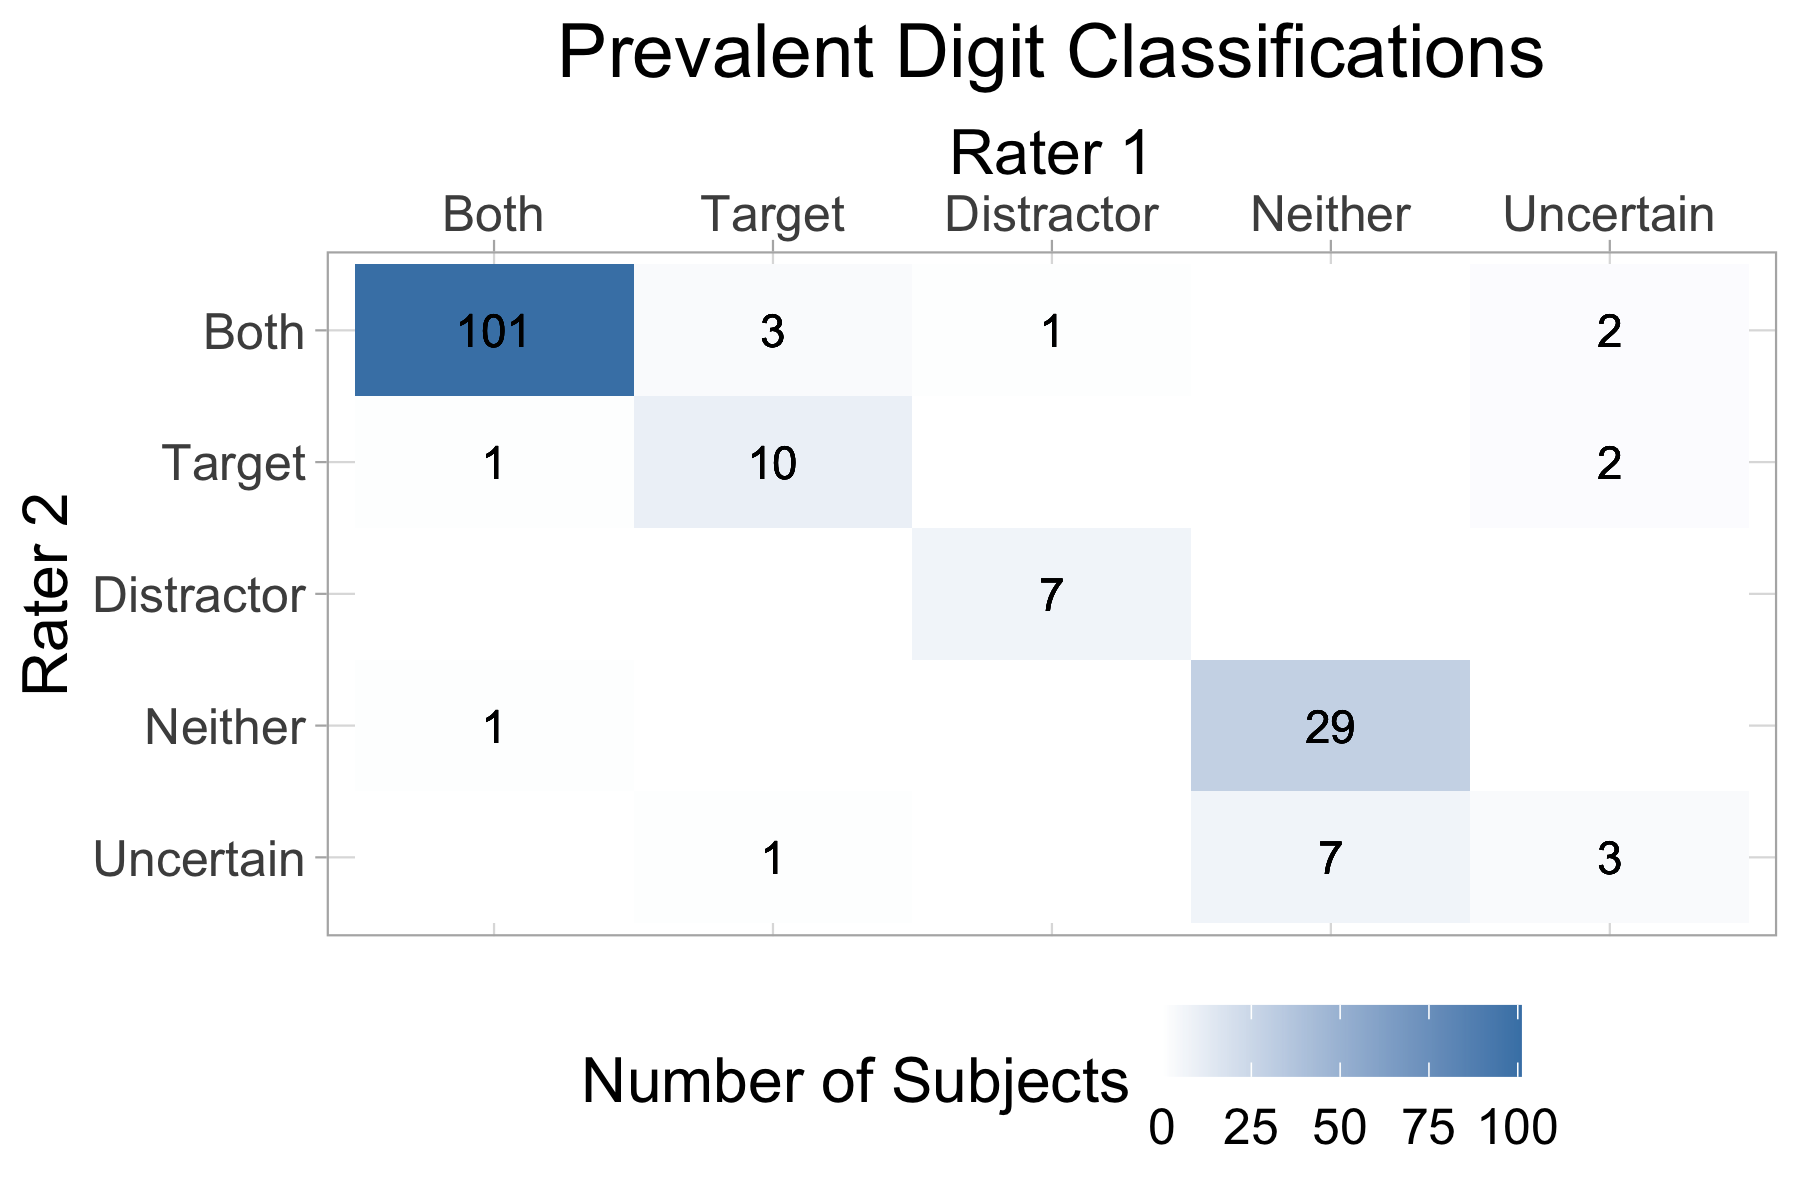 Prevalent Digit Classifications
Rater 1
Both Target Distractor Neither Uncertain
Both 101 3 1 2
Target 1 10 2
Rater 2
Distractor 7
Neither 1 29
Uncertain 1 7 3
Number of Subjects
0 25 50 75 100